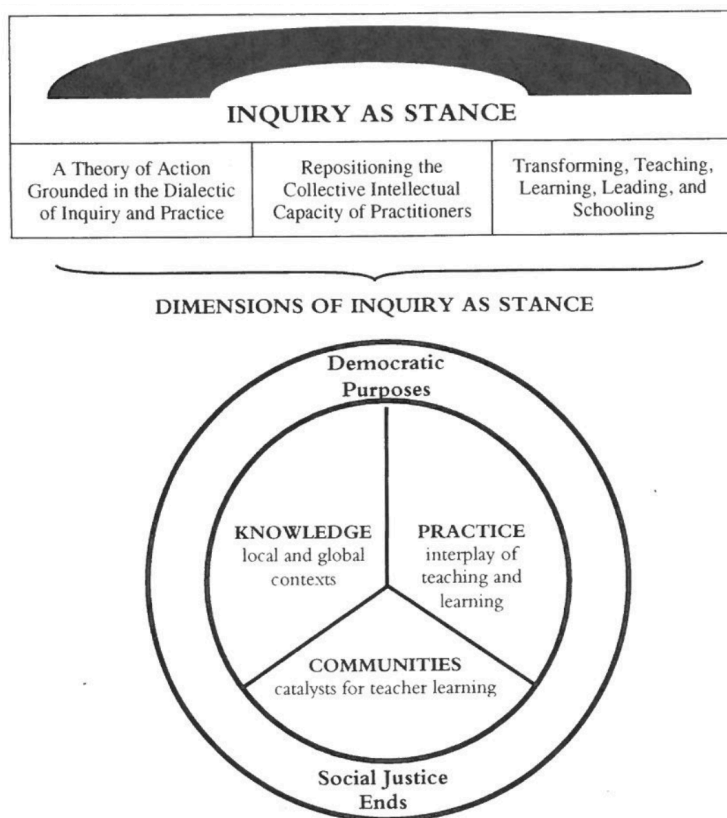 INQUIRY AS STANCE
A Theory of Action
Grounded in the Dialectic
of Inquiry and Practice
Repositioning the
Collective Intellectual
Capacity of Practitioners
Transforming, Teaching,
Learning, Leading, and
Schooling
DIMENSIONS OF INQUIRY AS STANCE
Democratic
Purposes
KNOWLEDGE
local and global
contexts
PRACTICE
interplay of
teaching and
learning
COMMUNITIES
catalysts for teacher learning
Social Justice
Ends